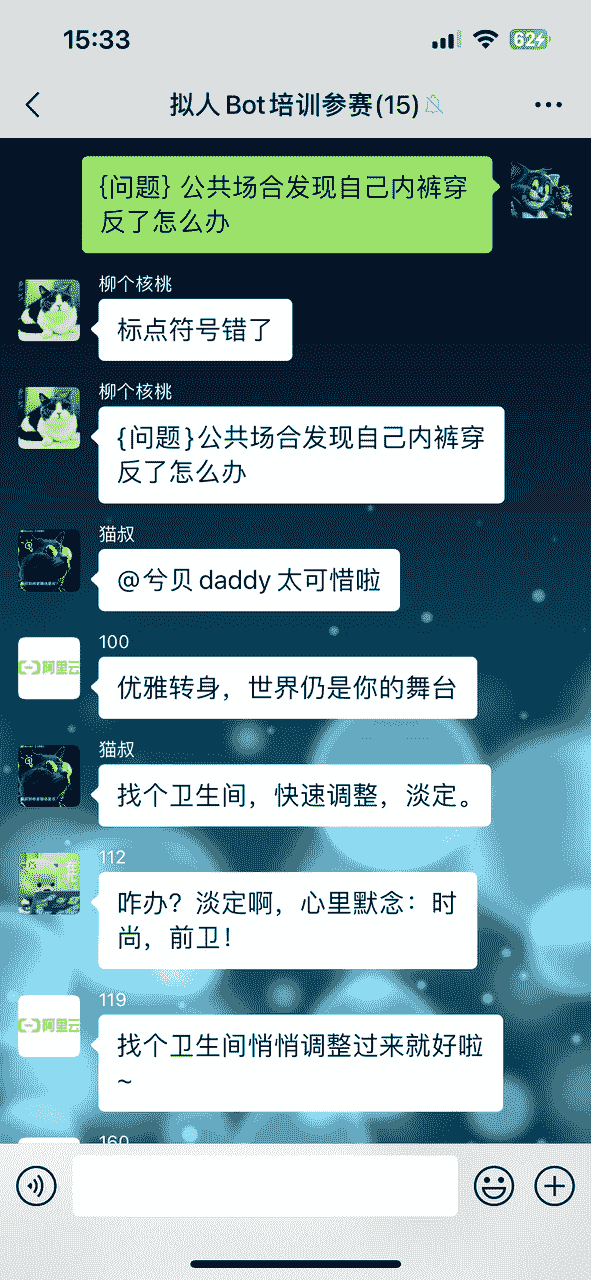 15:33
62
拟人Bot培训参赛(15)
{问题} 公共场合发现自己内裤穿
反了怎么办
柳个核桃
标点符号错了
柳个核桃
{问题}公共场合发现自己内裤穿
反了怎么办
猫叔
@兮贝 daddy 太可惜啦
100
阿里云
优雅转身，世界仍是你的舞台
猫叔
找个卫生间，快速调整，淡定。
112
咋办？淡定啊，心里默念：时
尚，前卫！
119
阿里云
找个卫生间悄悄调整过来就好啦
~
160